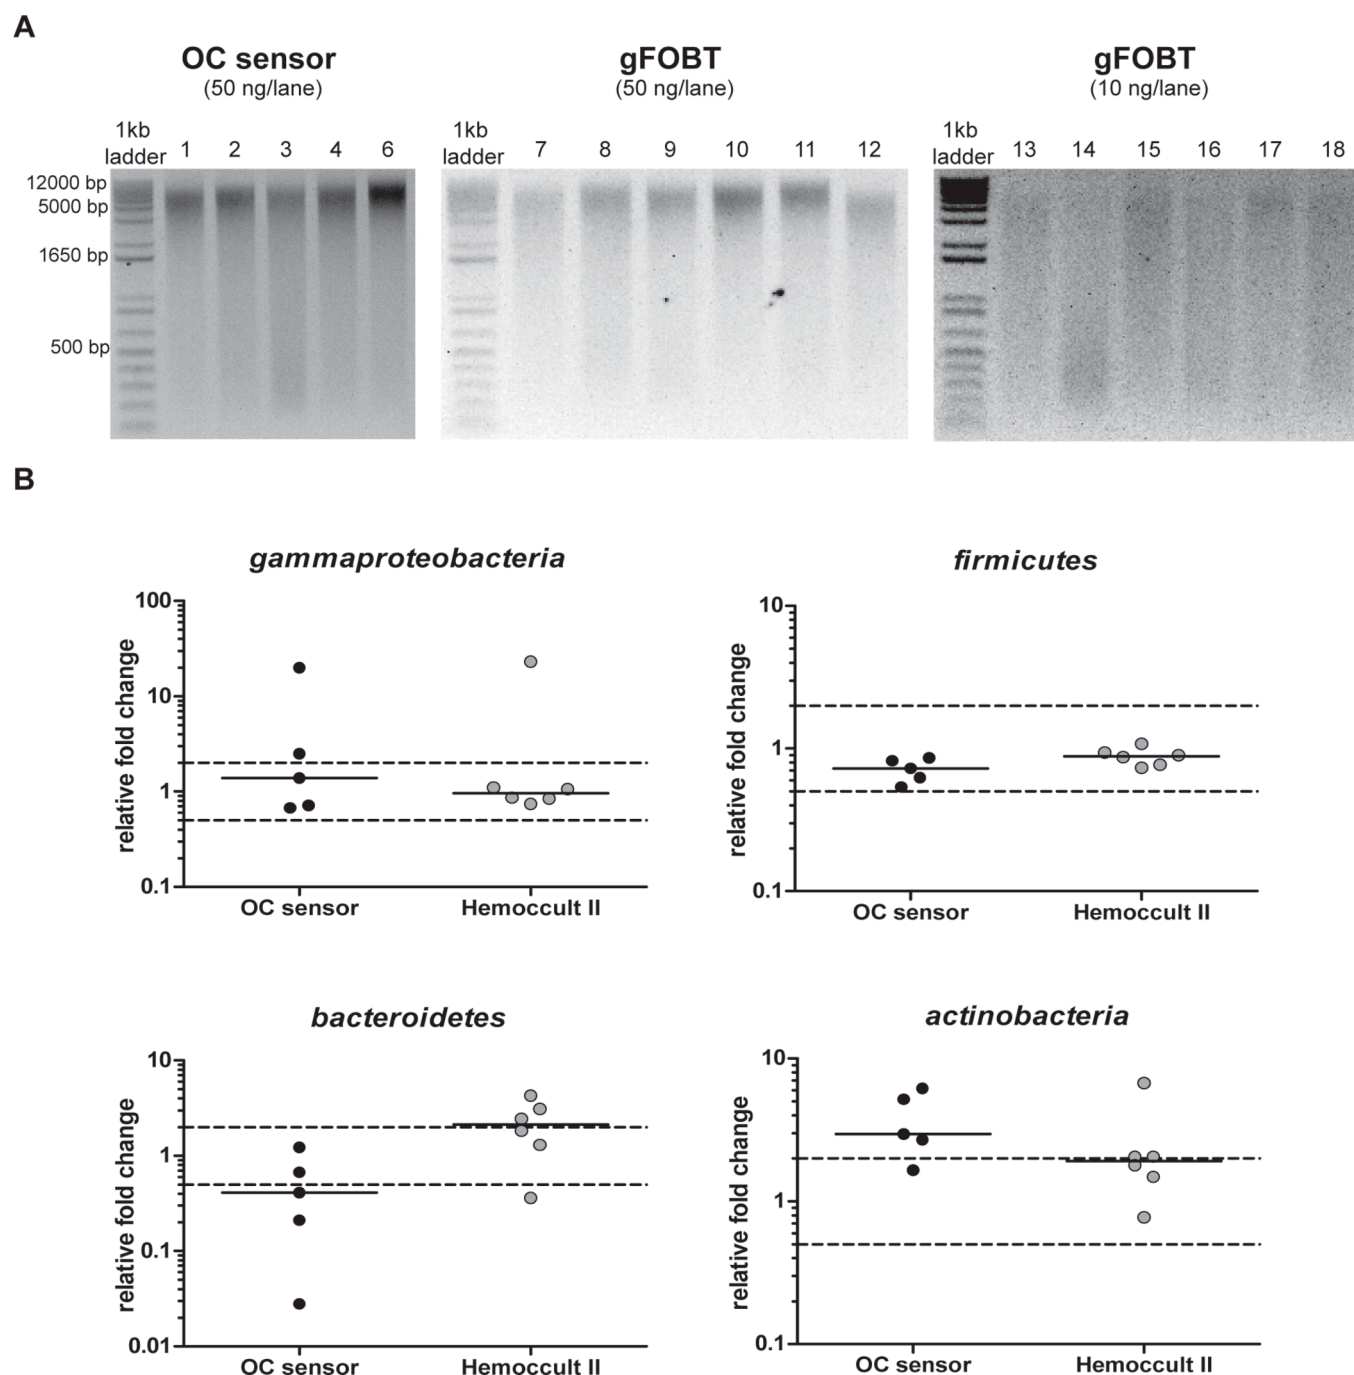 A
OC sensor
(50 ng/lane)
gFOBT
(50 ng/lane)
gFOBT
(10 ng/lane)
1kb
ladder 1 2 3 4 6
1kb
ladder 7 8 9 10 11 12
1kb
ladder 13 14 15 16 17 18
12000 bp
5000 bp
1650 bp
500 bp
B
gammaproteobacteria
relative fold change
100
10
1
0.1
OC sensor Hemoccult II
firmicutes
relative fold change
10
1
0.1
OC sensor Hemoccult II
bacteroidetes
relative fold change
10
1
0.1
0.01
OC sensor Hemoccult II
actinobacteria
relative fold change
10
1
0.1
OC sensor Hemoccult II